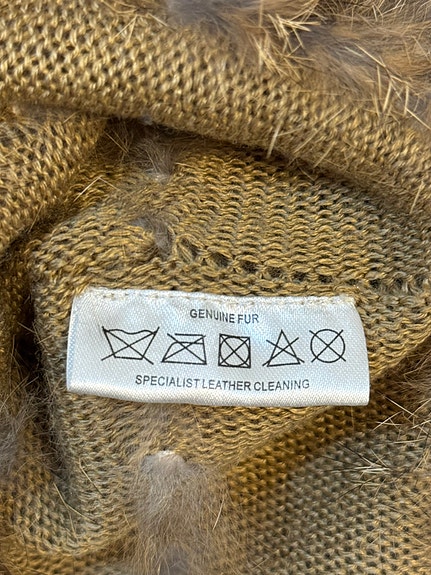 GENUINE FUR
SPECIALIST LEATHER CLEANING